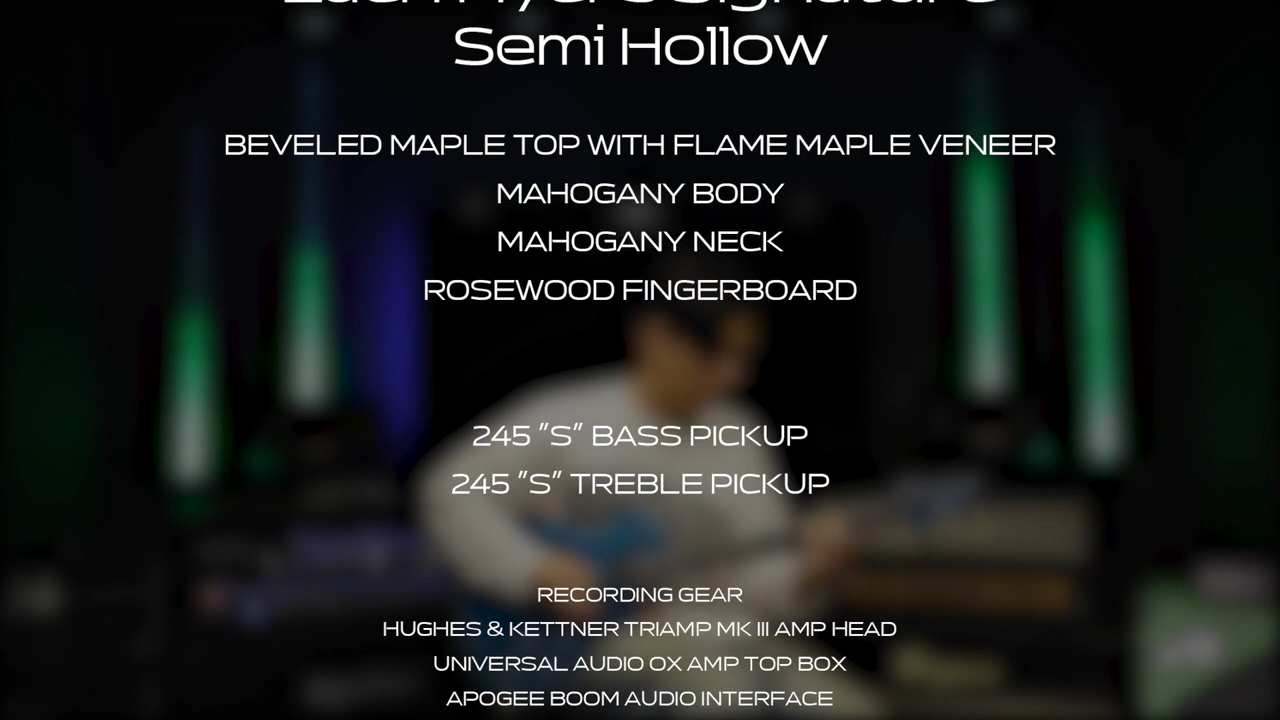 Semi Hollow
BEVELED MAPLE TOP WITH FLAME MAPLE VENEER
MAHOGANY BODY
MAHOGANY NECK
ROSEWOOD FINGERBOARD
245 "S" BASS PICKUP
245 "S" TREBLE PICKUP
RECORDING GEAR
HUGHES & KETTNER TRIAMP MK III AMP HEAD
UNIVERSAL AUDIO OX AMP TOP BOX
APOGEE BOOM AUDIO INTERFACE